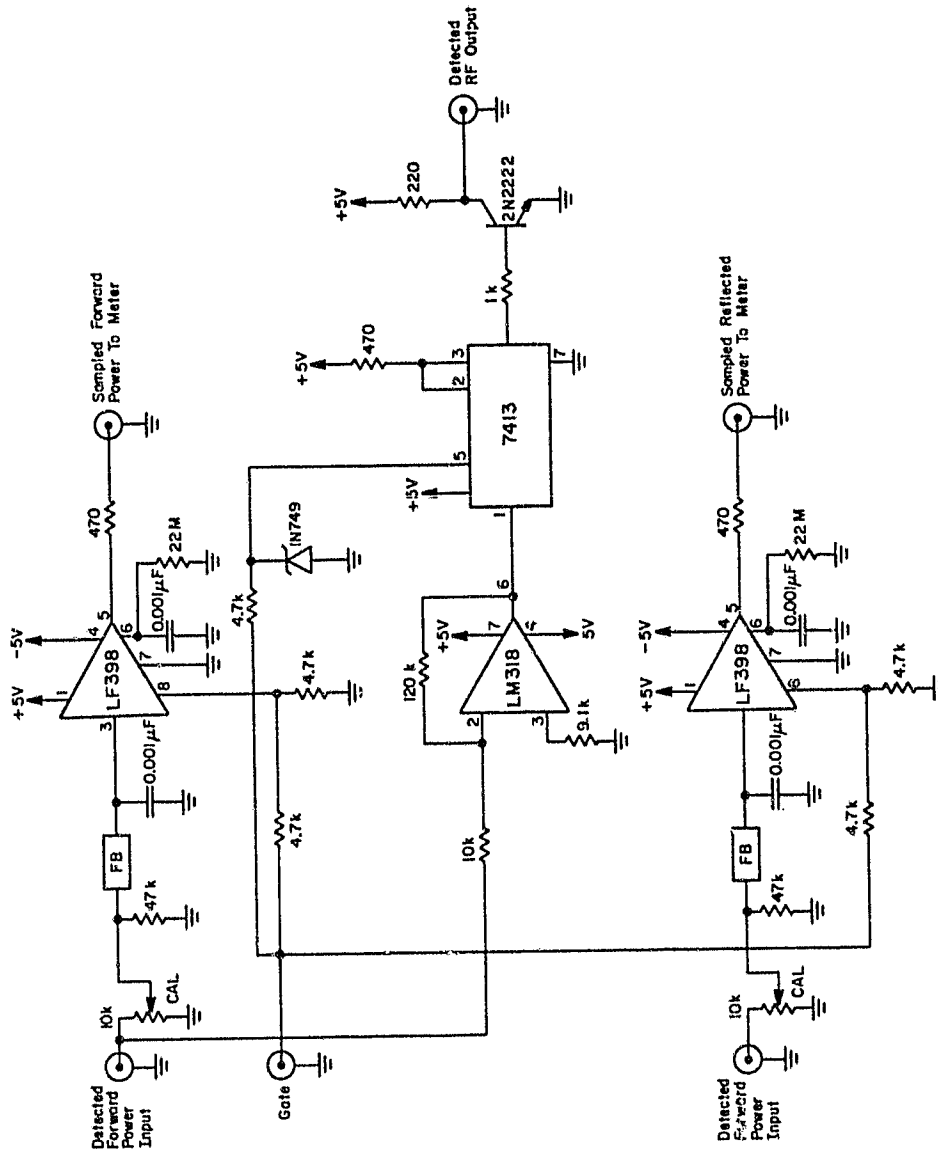 Detected
Forward
Power
Input
10k
CAL
47k
FB
0.001µF
3
LF398
+5V
1
-5V
4
5
6
7
8
0.001µF
22M
470
Sampled Forward
Power To Meter
Gate
4.7k
4.7k
4.7k
1N749
10k
120k
2
3
9.1k
LM318
+5V
7
4
5V
6
1
+5V
5
7413
2
3
7
+5V
470
1k
2N2222
+5V
220
Detected
RF Output
Detected
Forward
Power
Input
10k
CAL
47k
FB
0.001µF
LF398
+5V
1
-5V
4
5
6
7
6
0.001µF
22M
470
Sampled Reflected
Power To Meter
4.7k
4.7k